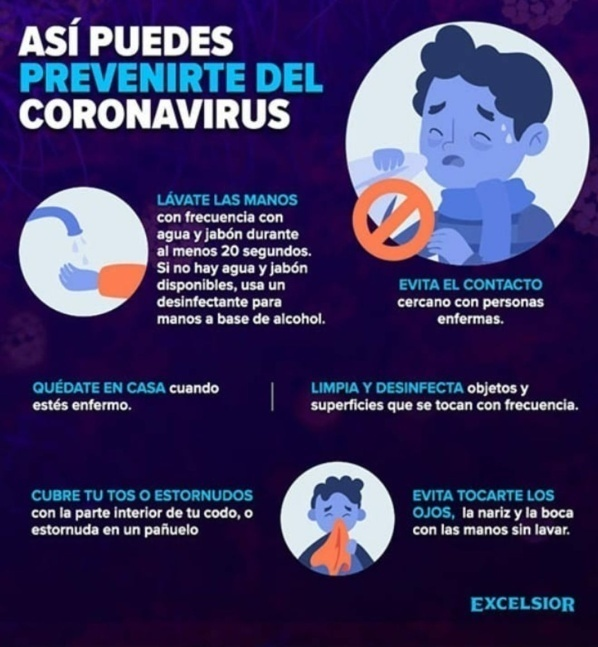 ASÍ PUEDES
PREVENIRTE DEL
CORONAVIRUS
LÁVATE LAS MANOS
con frecuencia con
agua y jabón durante
al menos 20 segundos.
Si no hay agua y jabón
disponibles, usa un
desinfectante para
manos a base de alcohol.
EVITA EL CONTACTO
cercano con personas
enfermas.
QUÉDATE EN CASA cuando
estés enfermo.
LIMPIA Y DESINFECTA objetos y
superficies que se tocan con frecuencia.
CUBRE TU TOS O ESTORNUDOS
con la parte interior de tu codo, o
estornuda en un pañuelo
EVITA TOCARTE LOS
OJOS, la nariz y la boca
con las manos sin lavar.
EXCELSIOR